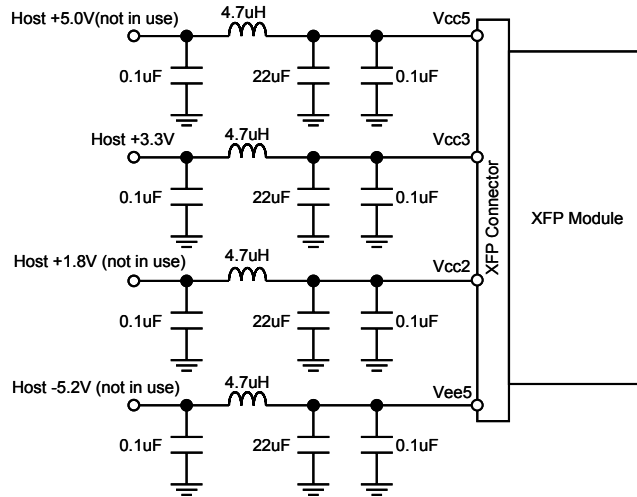 Host +5.0V(not in use)
4.7uH
Vcc5
0.1uF
22uF
0.1uF
Host +3.3V
4.7uH
Vcc3
0.1uF
22uF
0.1uF
XFP Connector
XFP Module
Host +1.8V (not in use)
4.7uH
Vcc2
0.1uF
22uF
0.1uF
Host -5.2V (not in use)
4.7uH
Vee5
0.1uF
22uF
0.1uF